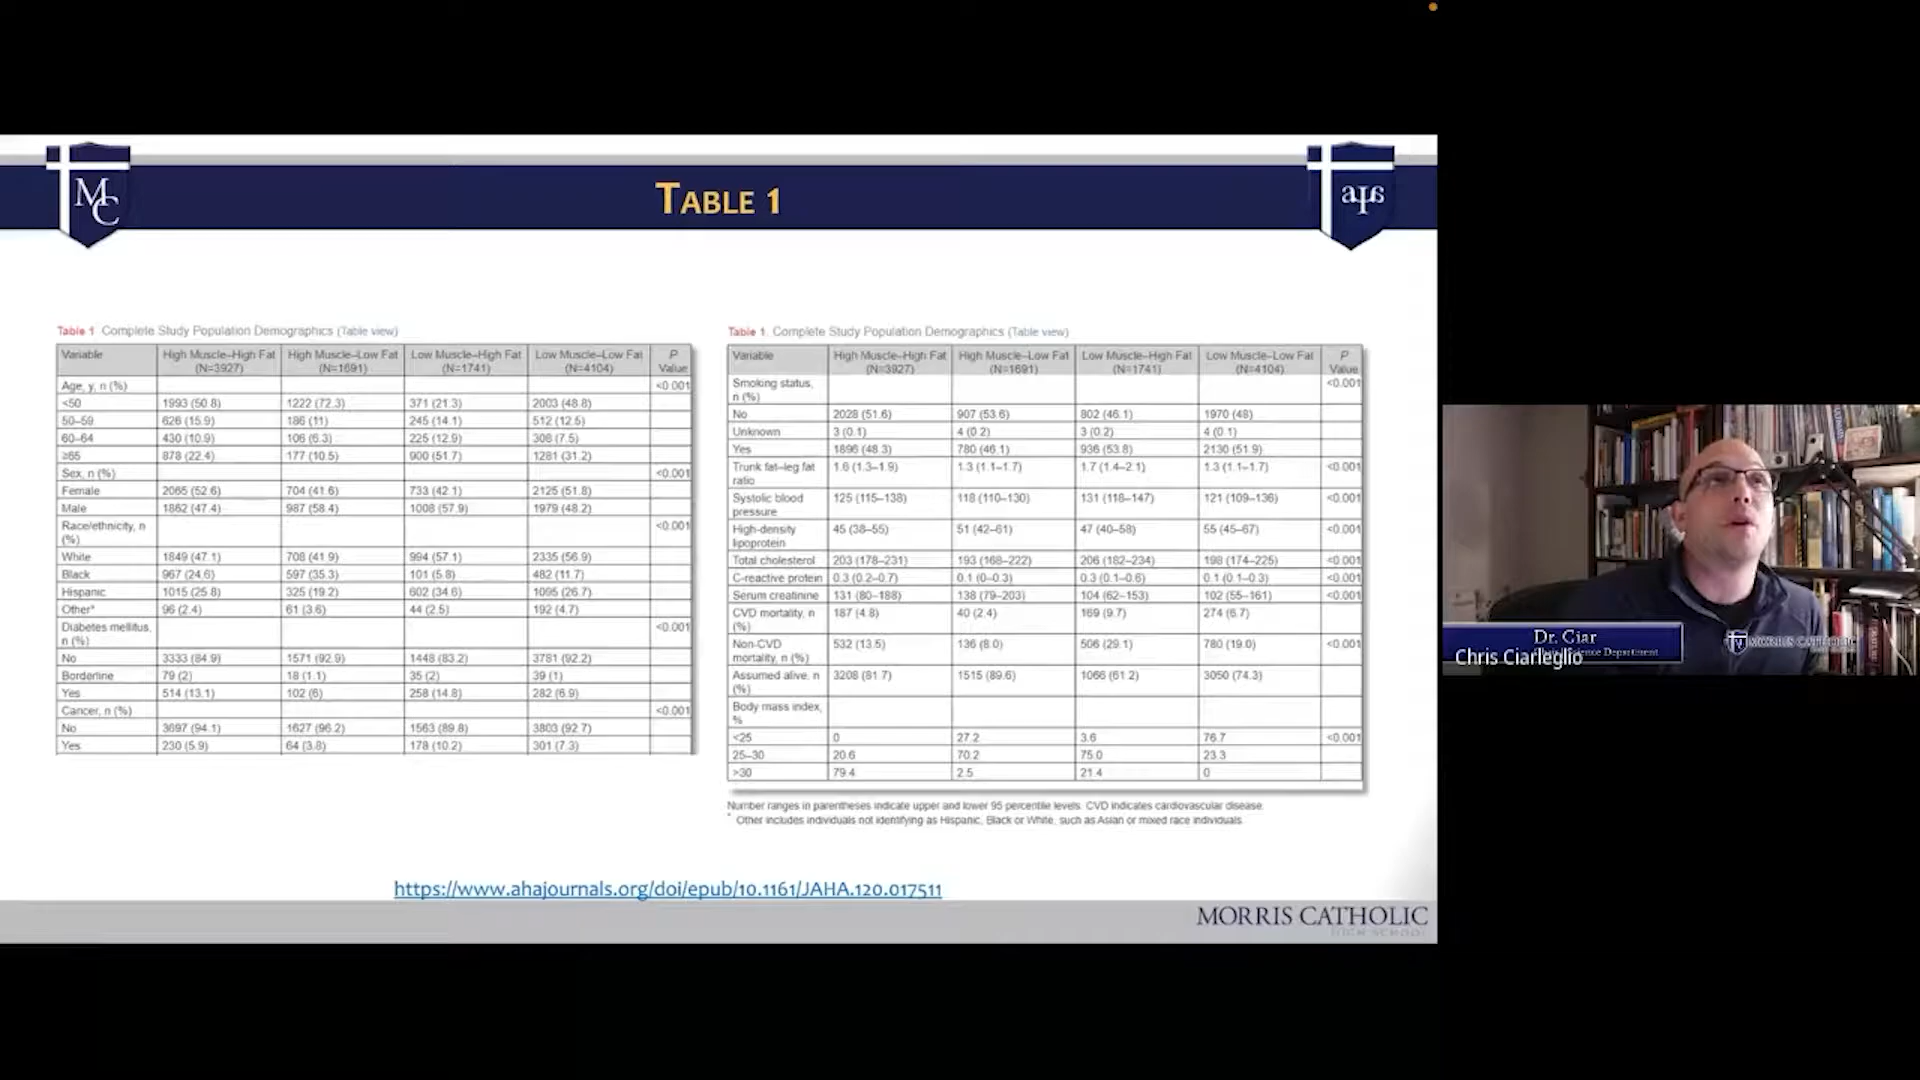 MC
TABLE 1
aΨs
Table 1 Complete Study Population Demographics (Table view)
Variable High Muscle–High Fat (N=3927) High Muscle–Low Fat (N=1691) Low Muscle–High Fat (N=1741) Low Muscle–Low Fat (N=4104) P Value
Age, y, n (%) <0.001
<50 1993 (50.8) 1222 (72.3) 371 (21.3) 2003 (48.8)
50–59 626 (15.9) 186 (11) 245 (14.1) 512 (12.5)
60–64 430 (10.9) 106 (6.3) 225 (12.9) 308 (7.5)
≥65 878 (22.4) 177 (10.5) 900 (51.7) 1281 (31.2)
Sex, n (%) <0.001
Female 2065 (52.6) 704 (41.6) 733 (42.1) 2125 (51.8)
Male 1862 (47.4) 987 (58.4) 1008 (57.9) 1979 (48.2)
Race/ethnicity, n (%) <0.001
White 1849 (47.1) 708 (41.9) 994 (57.1) 2335 (56.9)
Black 967 (24.6) 597 (35.3) 101 (5.8) 482 (11.7)
Hispanic 1015 (25.8) 325 (19.2) 602 (34.6) 1095 (26.7)
Other* 96 (2.4) 61 (3.6) 44 (2.5) 192 (4.7)
Diabetes mellitus, n (%) <0.001
No 3333 (84.9) 1571 (92.9) 1448 (83.2) 3781 (92.2)
Borderline 79 (2) 18 (1.1) 35 (2) 39 (1)
Yes 514 (13.1) 102 (6) 258 (14.8) 282 (6.9)
Cancer, n (%) <0.001
No 3697 (94.1) 1627 (96.2) 1563 (89.8) 3803 (92.7)
Yes 230 (5.9) 64 (3.8) 178 (10.2) 301 (7.3)
Table 1. Complete Study Population Demographics (Table view)
Variable High Muscle–High Fat (N=3927) High Muscle–Low Fat (N=1691) Low Muscle–High Fat (N=1741) Low Muscle–Low Fat (N=4104) P Value
Smoking status, n (%) <0.001
No 2028 (51.6) 907 (53.6) 802 (46.1) 1970 (48)
Unknown 3 (0.1) 4 (0.2) 3 (0.2) 4 (0.1)
Yes 1896 (48.3) 780 (46.1) 936 (53.8) 2130 (51.9)
Trunk fat–leg fat ratio 1.6 (1.3–1.9) 1.3 (1.1–1.7) 1.7 (1.4–2.1) 1.3 (1.1–1.7) <0.001
Systolic blood pressure 125 (115–138) 118 (110–130) 131 (118–147) 121 (109–136) <0.001
High-density lipoprotein 45 (38–55) 51 (42–61) 47 (40–58) 55 (45–67) <0.001
Total cholesterol 203 (178–231) 193 (168–222) 206 (182–234) 198 (174–225) <0.001
C-reactive protein 0.3 (0.2–0.7) 0.1 (0–0.3) 0.3 (0.1–0.6) 0.1 (0.1–0.3) <0.001
Serum creatinine 131 (80–188) 138 (79–203) 104 (62–153) 102 (55–161) <0.001
CVD mortality, n (%) 187 (4.8) 40 (2.4) 169 (9.7) 274 (6.7)
Non-CVD mortality, n (%) 532 (13.5) 136 (8.0) 506 (29.1) 780 (19.0) <0.001
Assumed alive, n (%) 3208 (81.7) 1515 (89.6) 1066 (61.2) 3050 (74.3)
Body mass index, %
<25 0 27.2 3.6 76.7 <0.001
25–30 20.6 70.2 75.0 23.3
>30 79.4 2.5 21.4 0
Number ranges in parentheses indicate upper and lower 95 percentile levels. CVD indicates cardiovascular disease.
* Other includes individuals not identifying as Hispanic, Black or White, such as Asian or mixed race individuals.
https://www.ahajournals.org/doi/epub/10.1161/JAHA.120.017511
MORRIS CATHOLIC
HIGH SCHOOL
Dr. Ciar
Science Department
Chris Ciarleglio
MORRIS CATHOLIC